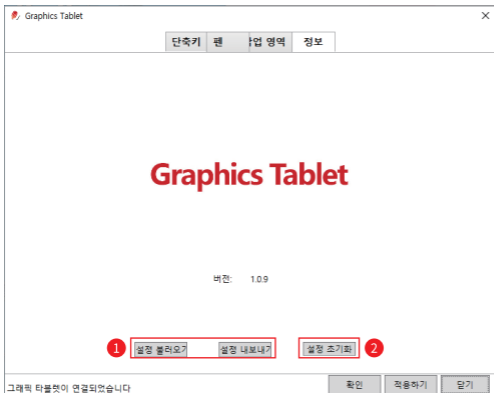 Graphics Tablet
단축키 펜 업 영역 정보
Graphics Tablet
버전: 1.0.9
1 설정 불러오기 설정 내보내기 설정 초기화 2
그래픽 타블렛이 연결되었습니다 확인 적용하기 닫기